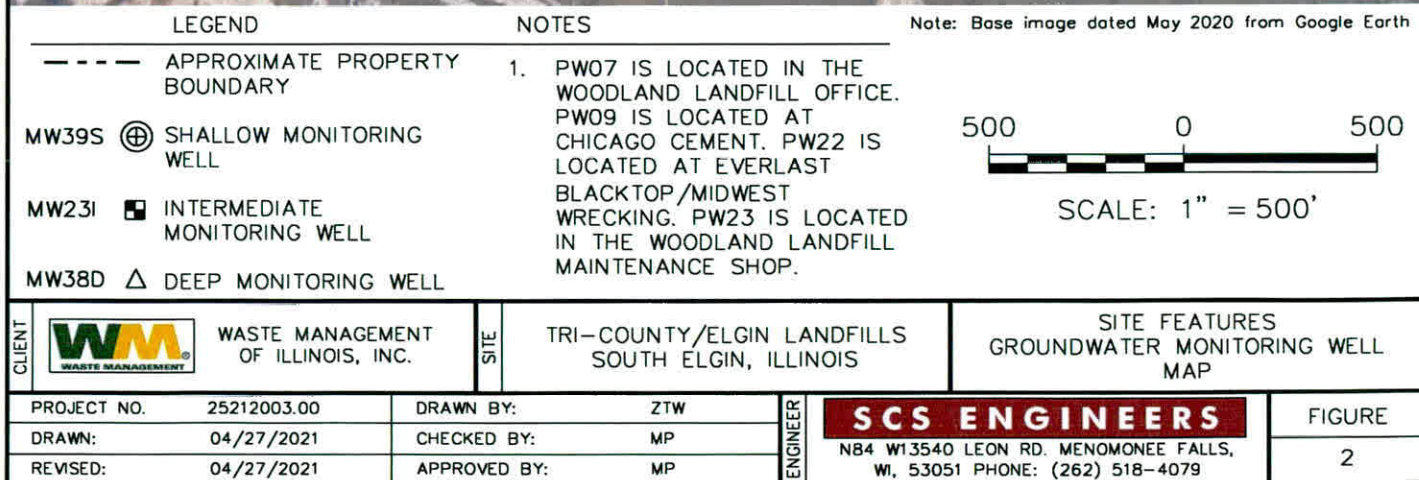 LEGEND
APPROXIMATE PROPERTY
BOUNDARY
MW39S SHALLOW MONITORING
WELL
MW23I INTERMEDIATE
MONITORING WELL
MW38D DEEP MONITORING WELL
NOTES
1. PW07 IS LOCATED IN THE
WOODLAND LANDFILL OFFICE.
PW09 IS LOCATED AT
CHICAGO CEMENT. PW22 IS
LOCATED AT EVERLAST
BLACKTOP/MIDWEST
WRECKING. PW23 IS LOCATED
IN THE WOODLAND LANDFILL
MAINTENANCE SHOP.
Note: Base image dated May 2020 from Google Earth
500 0 500
SCALE: 1" = 500'
CLIENT
WM
WASTE MANAGEMENT
WASTE MANAGEMENT
OF ILLINOIS, INC.
SITE
TRI-COUNTY/ELGIN LANDFILLS
SOUTH ELGIN, ILLINOIS
SITE FEATURES
GROUNDWATER MONITORING WELL
MAP
PROJECT NO. 25212003.00
DRAWN BY: ZTW
DRAWN: 04/27/2021
CHECKED BY: MP
REVISED: 04/27/2021
APPROVED BY: MP
ENGINEER
SCS ENGINEERS
N84 W13540 LEON RD. MENOMONEE FALLS,
WI, 53051 PHONE: (262) 518-4079
FIGURE
2